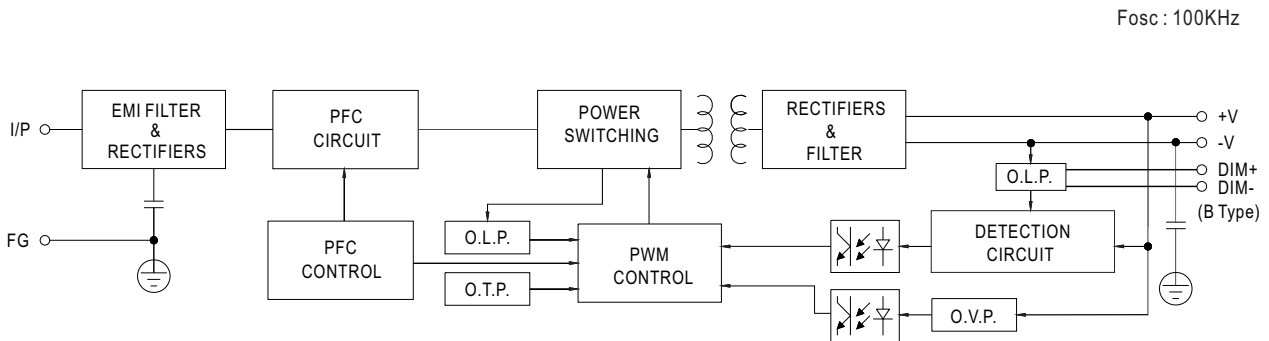 Fosc : 100KHz
I/P
EMI FILTER
&
RECTIFIERS
PFC
CIRCUIT
POWER
SWITCHING
RECTIFIERS
&
FILTER
+V
-V
DIM+
DIM-
(B Type)
O.L.P.
FG
PFC
CONTROL
O.L.P.
O.T.P.
PWM
CONTROL
DETECTION
CIRCUIT
O.V.P.